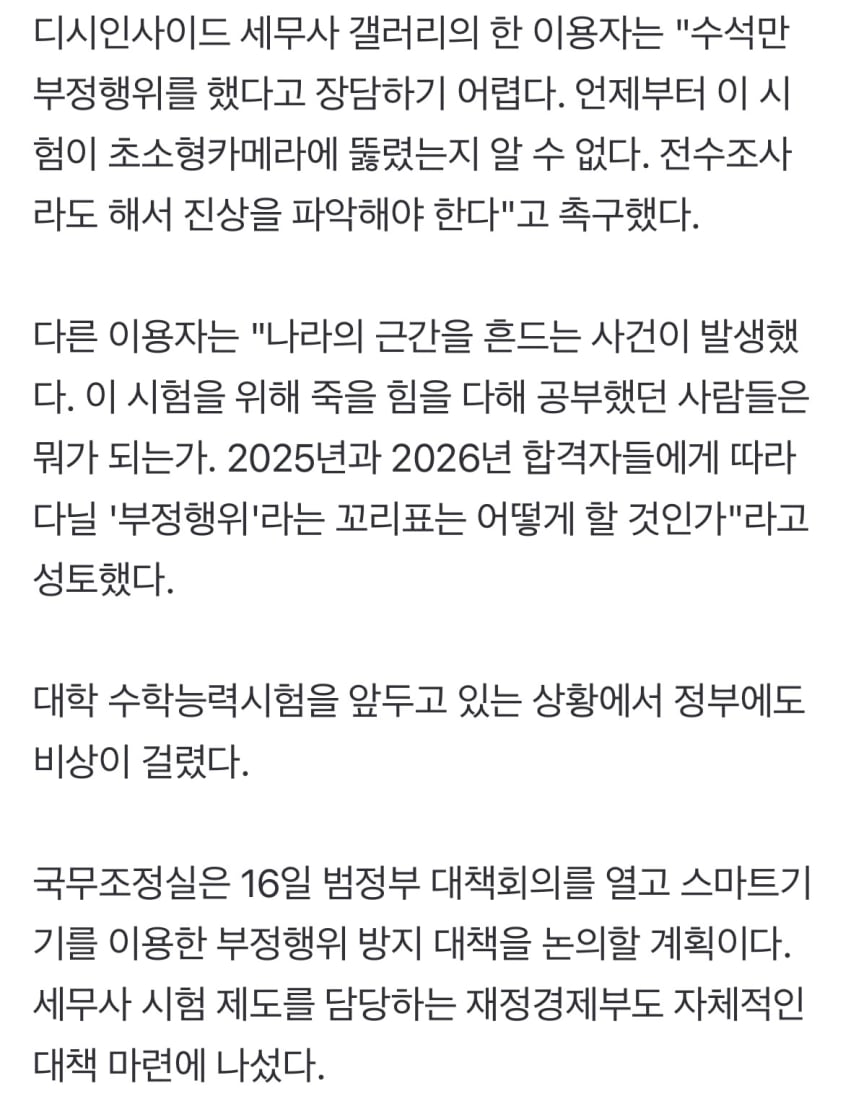 디시인사이드 세무사 갤러리의 한 이용자는 "수석만
부정행위를 했다고 장담하기 어렵다. 언제부터 이 시
험이 초소형카메라에 뚫렸는지 알 수 없다. 전수조사
라도 해서 진상을 파악해야 한다"고 촉구했다.
다른 이용자는 "나라의 근간을 흔드는 사건이 발생했
다. 이 시험을 위해 죽을 힘을 다해 공부했던 사람들은
뭐가 되는가. 2025년과 2026년 합격자들에게 따라
다닐 '부정행위'라는 꼬리표는 어떻게 할 것인가"라고
성토했다.
대학 수학능력시험을 앞두고 있는 상황에서 정부에도
비상이 걸렸다.
국무조정실은 16일 범정부 대책회의를 열고 스마트기
기를 이용한 부정행위 방지 대책을 논의할 계획이다.
세무사 시험 제도를 담당하는 재정경제부도 자체적인
대책 마련에 나섰다.